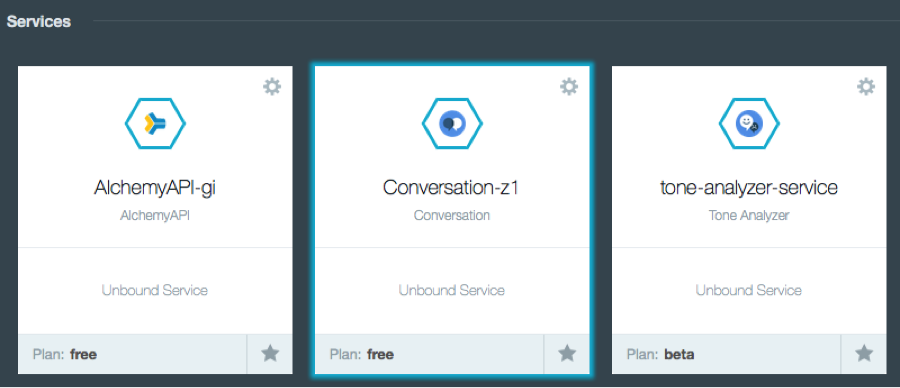 Services
AlchemyAPI-gi
AlchemyAPI
Unbound Service
Plan: free
Conversation-z1
Conversation
Unbound Service
Plan: free
tone-analyzer-service
Tone Analyzer
Unbound Service
Plan: beta